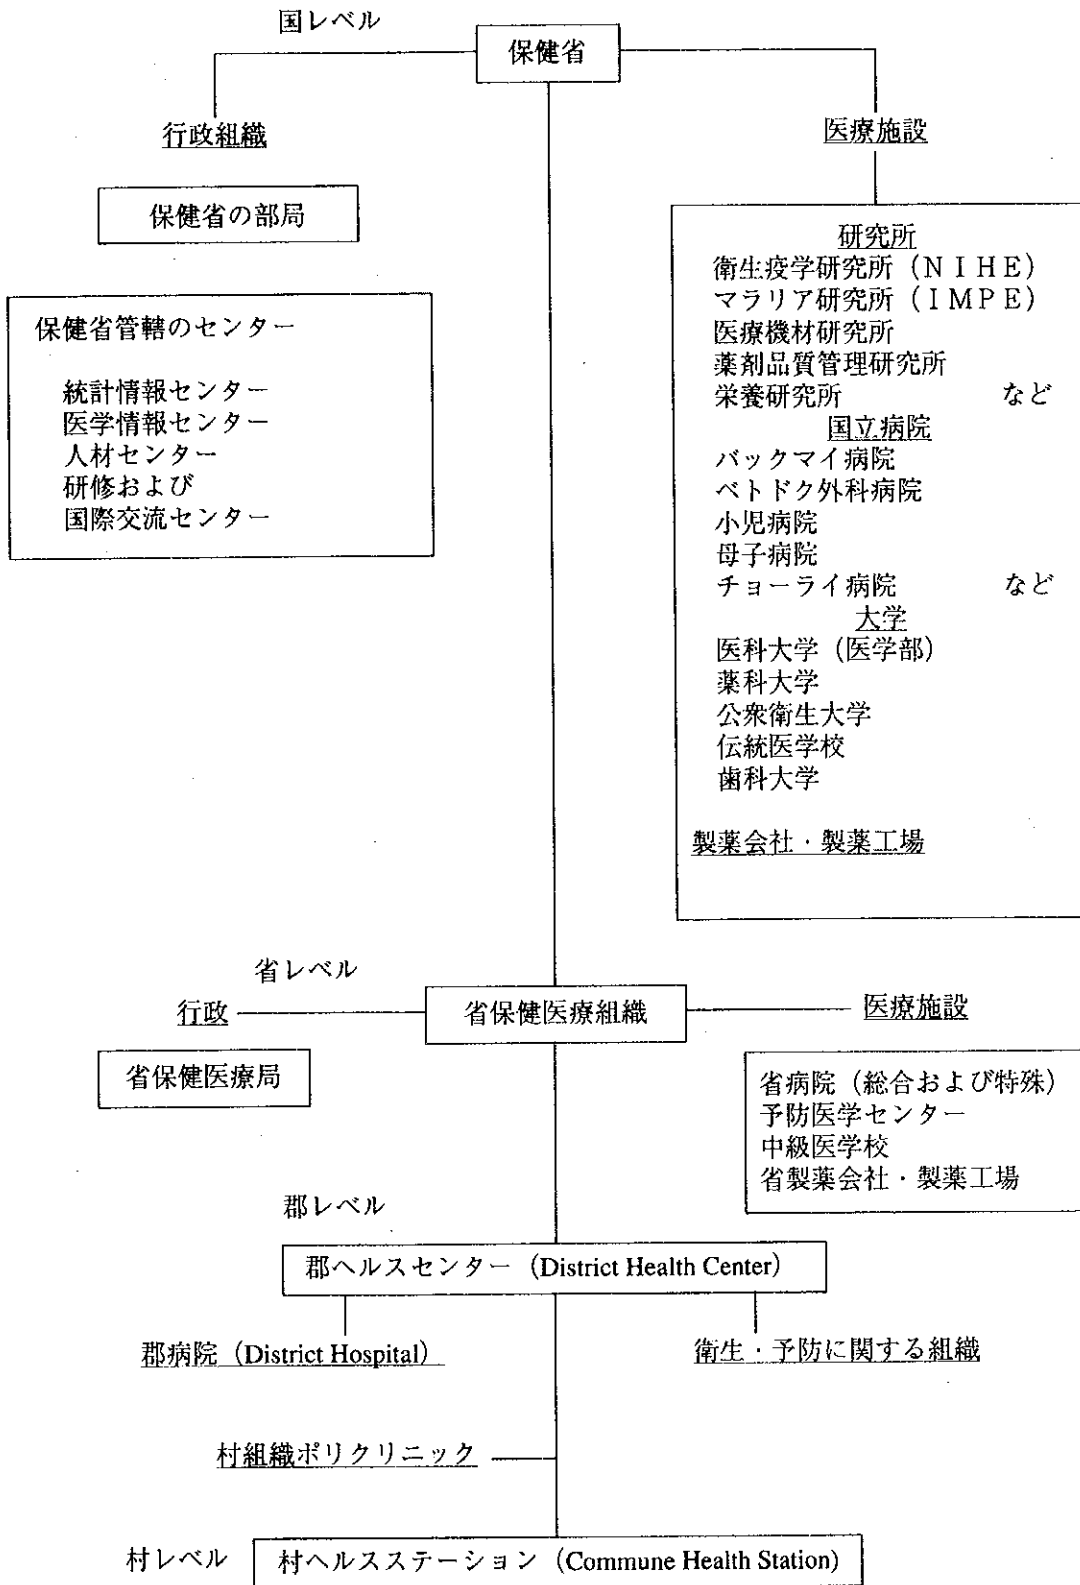 国レベル
保健省
行政組織
医療施設
保健省の部局
保健省管轄のセンター
統計情報センター
医学情報センター
人材センター
研修および
国際交流センター
研究所
衛生疫学研究所（ＮＩＨＥ）
マラリア研究所（ＩＭＰＥ）
医療機材研究所
薬剤品質管理研究所
栄養研究所 など
国立病院
バックマイ病院
ベトドク外科病院
小児病院
母子病院
チョーライ病院 など
大学
医科大学（医学部）
薬科大学
公衆衛生大学
伝統医学校
歯科大学
製薬会社・製薬工場
省レベル
行政
省保健医療組織
医療施設
省保健医療局
省病院（総合および特殊）
予防医学センター
中級医学校
省製薬会社・製薬工場
郡レベル
郡ヘルスセンター（District Health Center）
郡病院（District Hospital）
衛生・予防に関する組織
村組織ポリクリニック
村レベル
村ヘルスステーション（Commune Health Station）